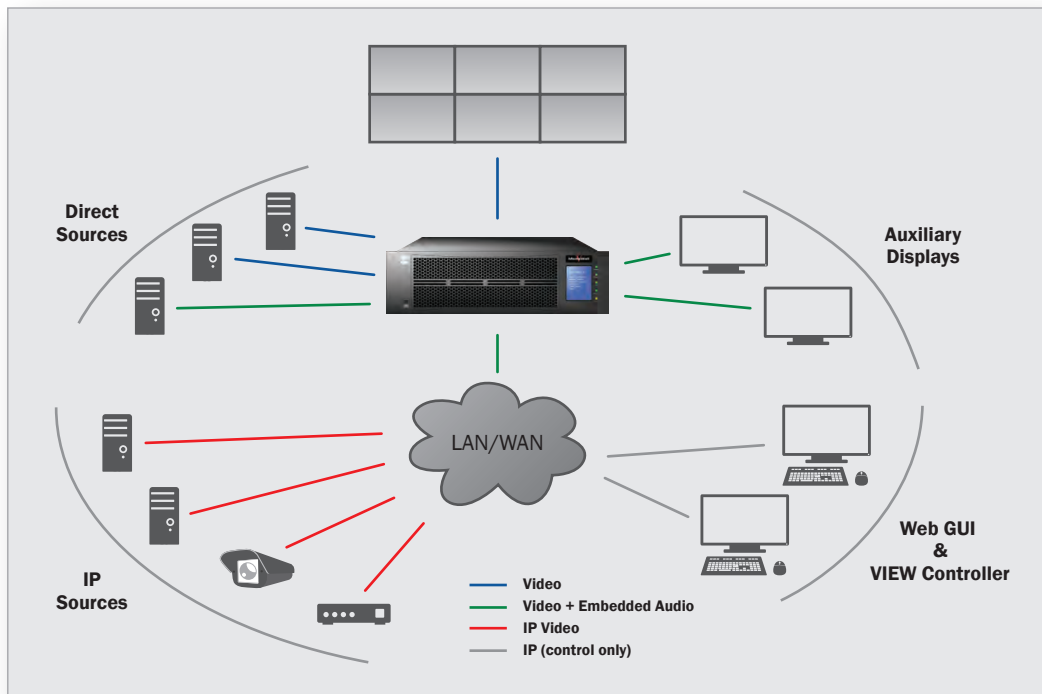 Direct
Sources
Auxiliary
Displays
LAN/WAN
IP
Sources
Web GUI
&
VIEW Controller
Video
Video + Embedded Audio
IP Video
IP (control only)